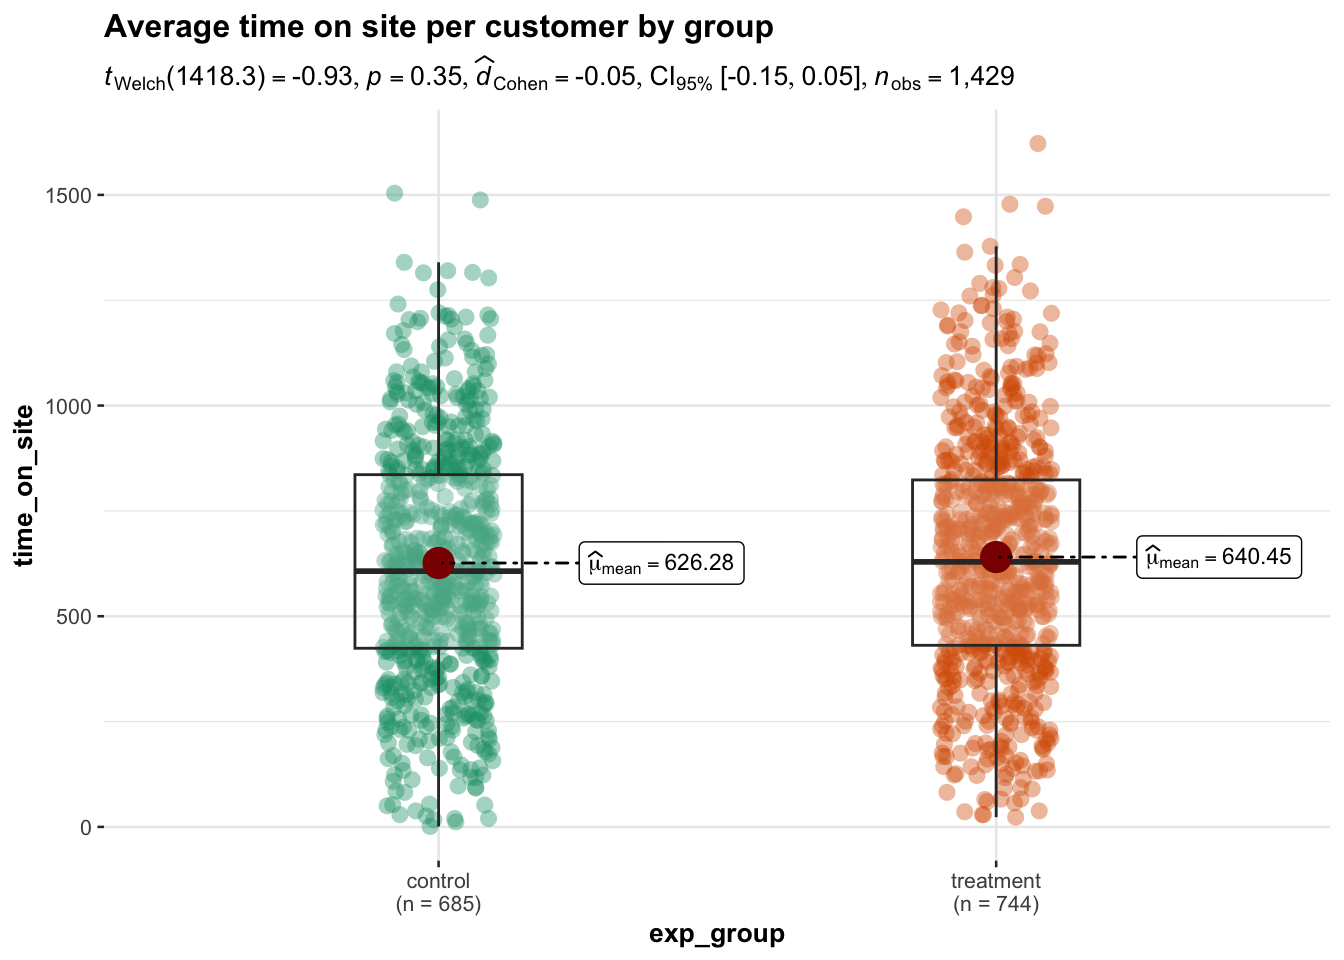 Average time on site per customer by group
t_Welch(1418.3) = -0.93, p = 0.35, d̂_Cohen = -0.05, CI_95% [-0.15, 0.05], n_obs = 1,429
time_on_site
1500
1000
500
0
μ̂_mean = 626.28
μ̂_mean = 640.45
control
(n = 685)
treatment
(n = 744)
exp_group